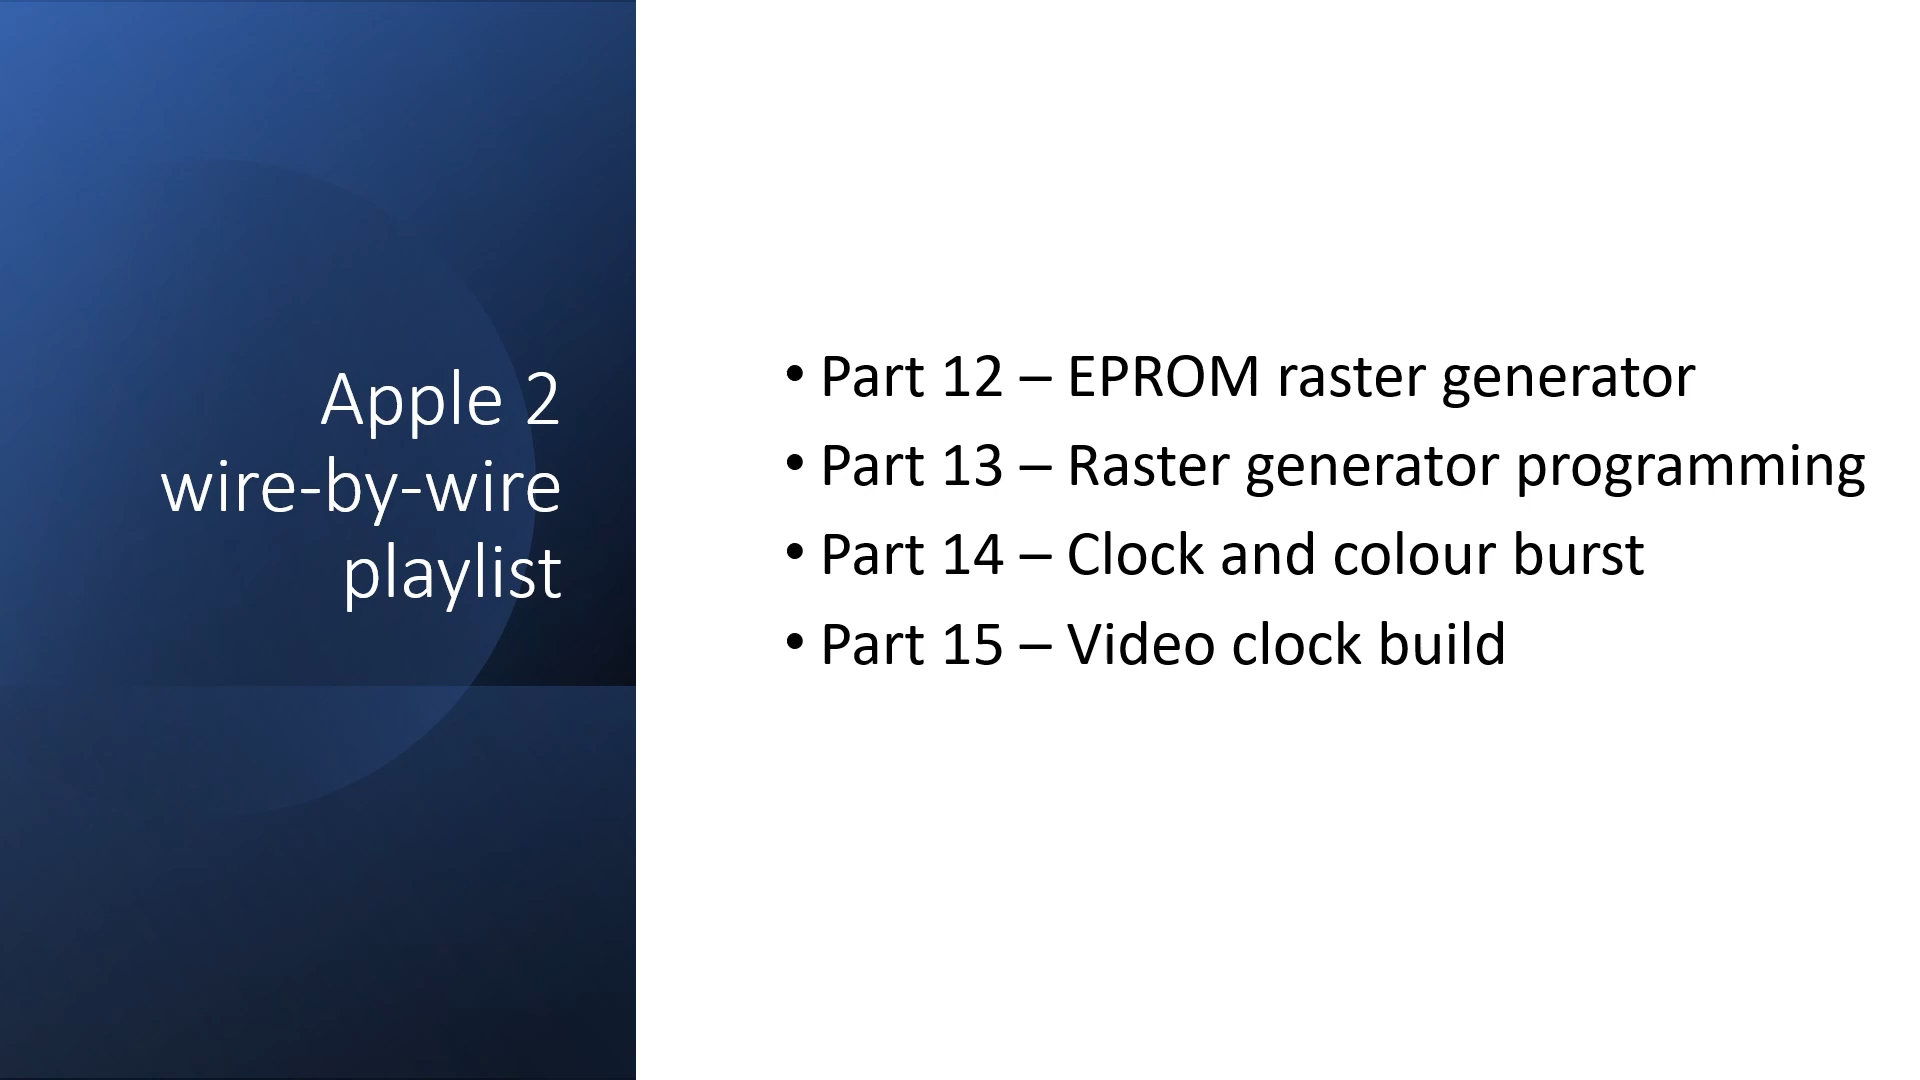 Apple 2
wire-by-wire
playlist
• Part 12 – EPROM raster generator
• Part 13 – Raster generator programming
• Part 14 – Clock and colour burst
• Part 15 – Video clock build